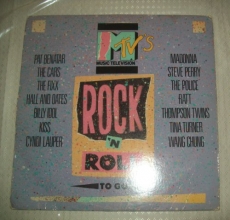 MTV's
MUSIC TELEVISION
PAT BENATAR
THE CARS
THE FIXX
HALL AND OATES
BILLY IDOL
KISS
CYNDI LAUPER
MADONNA
STEVE PERRY
THE POLICE
RATT
THOMPSON TWINS
TINA TURNER
WANG CHUNG
ROCK
'N
ROLL
TO GO